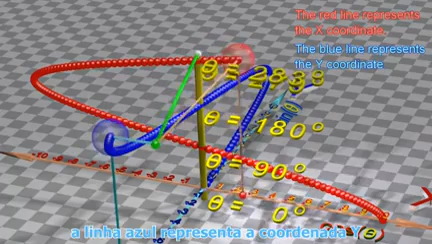 The red line represents
the X coordinate
The blue line represents
the Y coordinate
θ = 180°
θ = 90°
θ = 0°
a linha azul representa a coordenada Y